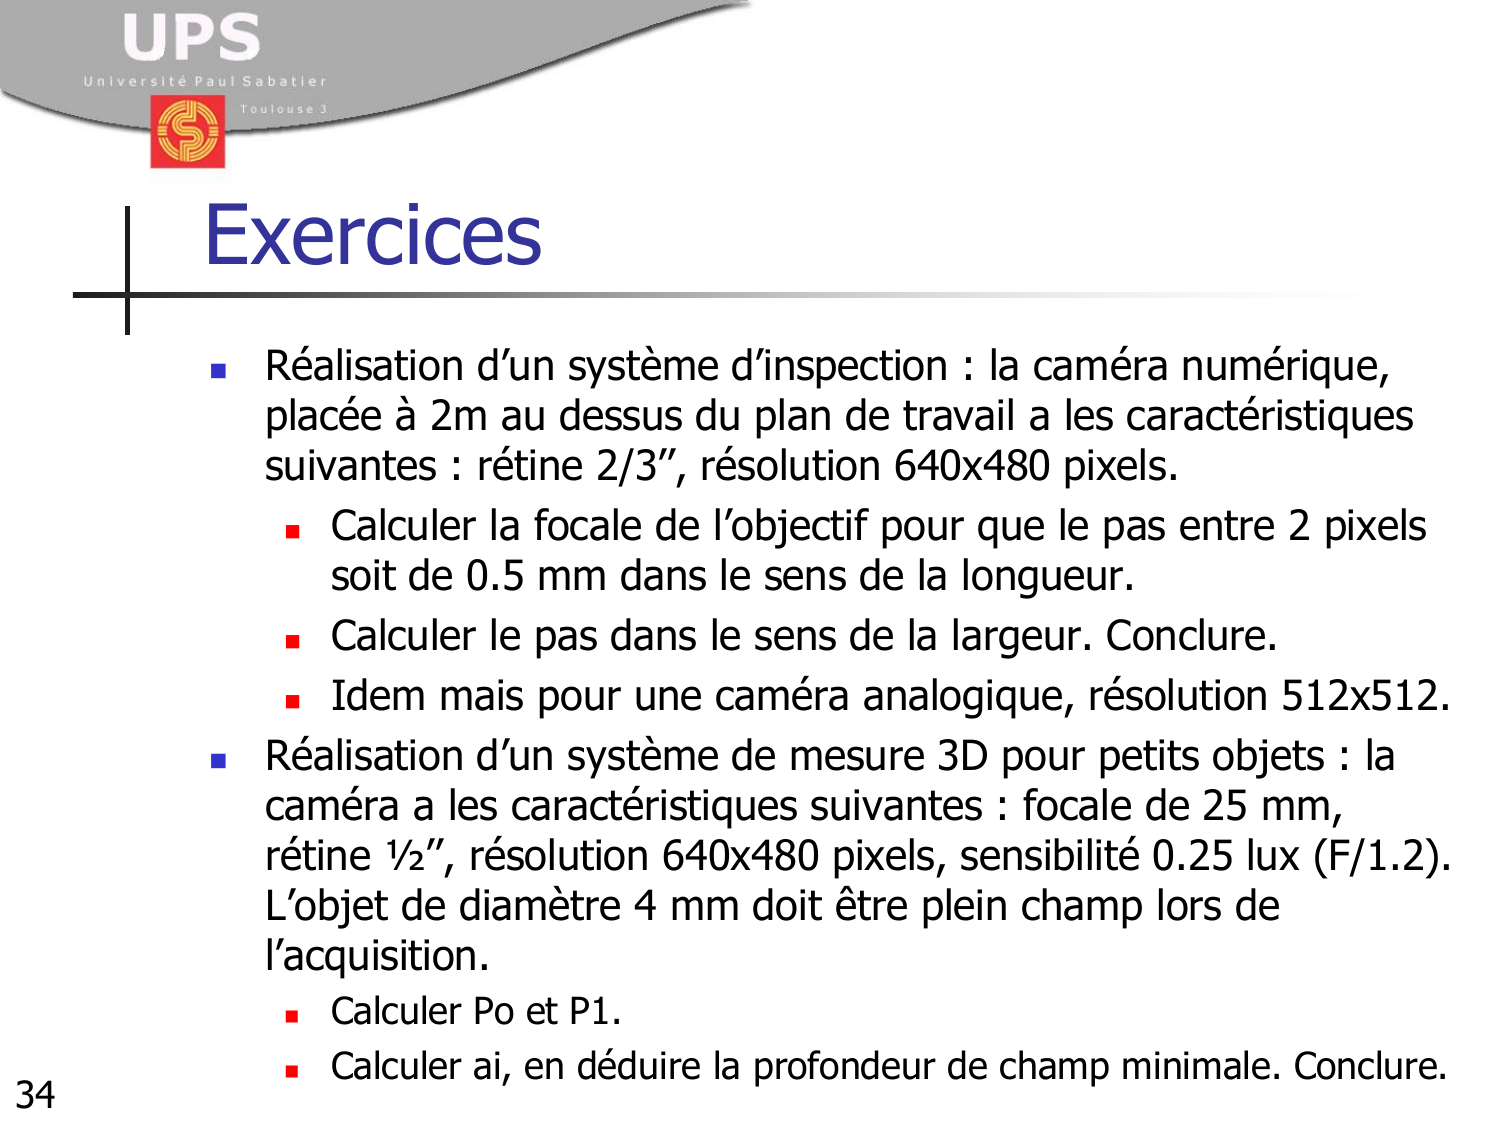 UPS
Université Paul Sabatier
Toulouse 3
Exercices
Réalisation d’un système d’inspection : la caméra numérique,
placée à 2m au dessus du plan de travail a les caractéristiques
suivantes : rétine 2/3’’, résolution 640x480 pixels.
Calculer la focale de l’objectif pour que le pas entre 2 pixels
soit de 0.5 mm dans le sens de la longueur.
Calculer le pas dans le sens de la largeur. Conclure.
Idem mais pour une caméra analogique, résolution 512x512.
Réalisation d’un système de mesure 3D pour petits objets : la
caméra a les caractéristiques suivantes : focale de 25 mm,
rétine ½’’, résolution 640x480 pixels, sensibilité 0.25 lux (F/1.2).
L’objet de diamètre 4 mm doit être plein champ lors de
l’acquisition.
Calculer Po et P1.
Calculer ai, en déduire la profondeur de champ minimale. Conclure.
34